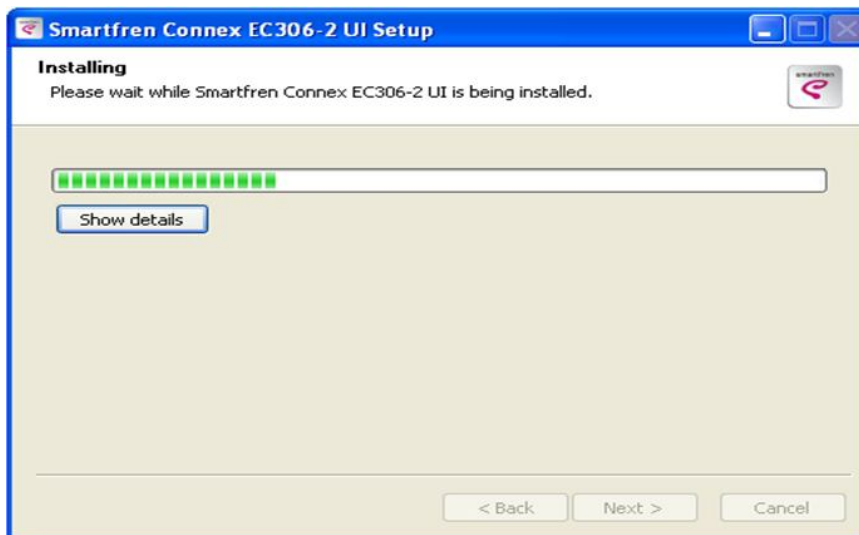 Smartfren Connex EC306-2 UI Setup
Installing
Please wait while Smartfren Connex EC306-2 UI is being installed.
smartfren
Show details
< Back
Next >
Cancel